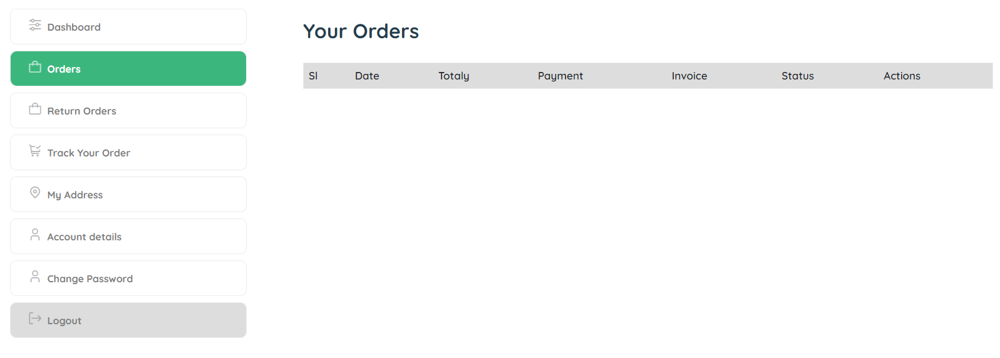 Dashboard
Orders
Return Orders
Track Your Order
My Address
Account details
Change Password
Logout
Your Orders
Sl Date Totaly Payment Invoice Status Actions